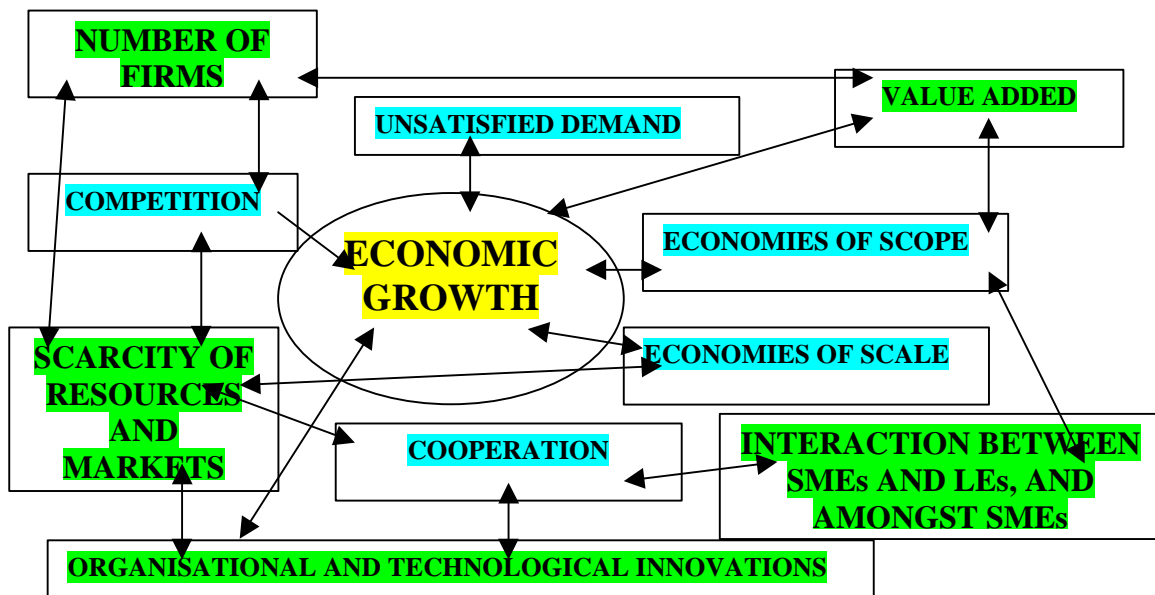 NUMBER OF
FIRMS
VALUE ADDED
UNSATISFIED DEMAND
COMPETITION
ECONOMIES OF SCOPE
ECONOMIC
GROWTH
SCARCITY OF
RESOURCES
AND
MARKETS
ECONOMIES OF SCALE
COOPERATION
INTERACTION BETWEEN
SMEs AND LEs, AND
AMONGST SMEs
ORGANISATIONAL AND TECHNOLOGICAL INNOVATIONS